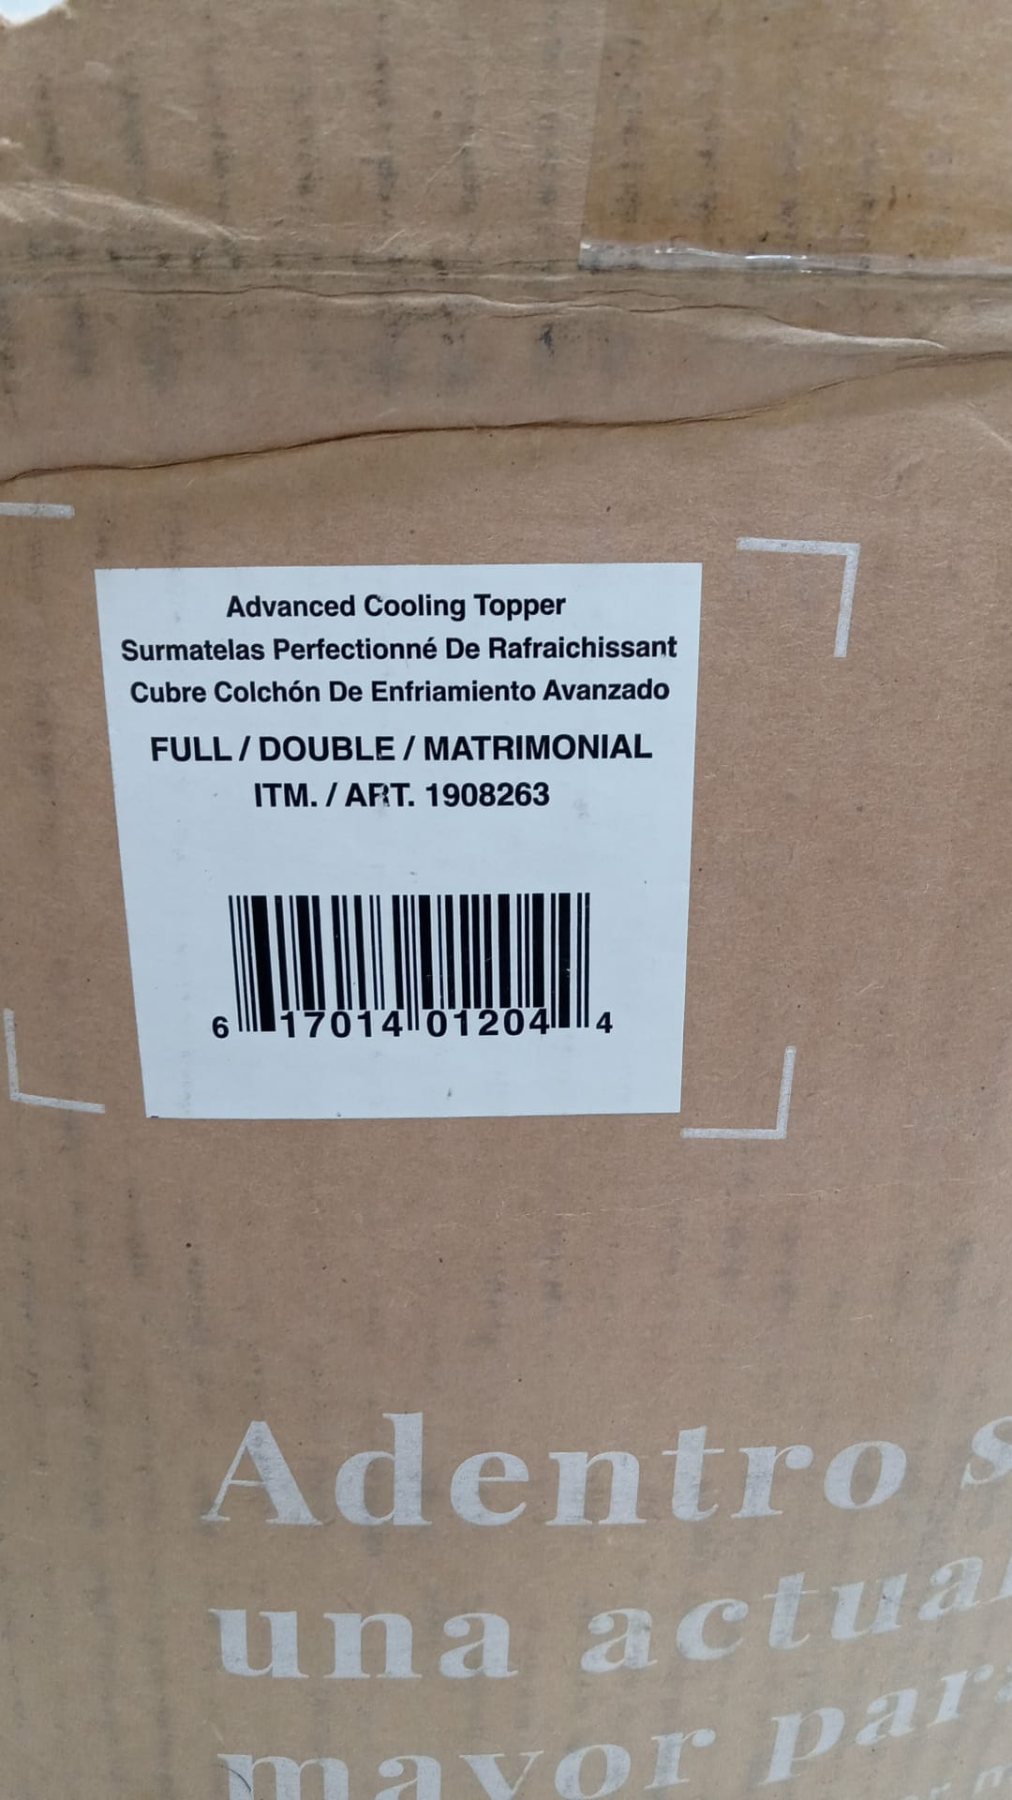 Advanced Cooling Topper
Surmatelas Perfectionné De Rafraichissant
Cubre Colchón De Enfriamiento Avanzado
FULL / DOUBLE / MATRIMONIAL
ITM. / ART. 1908263
6 17014 01204 4
Adentro
una
mayor